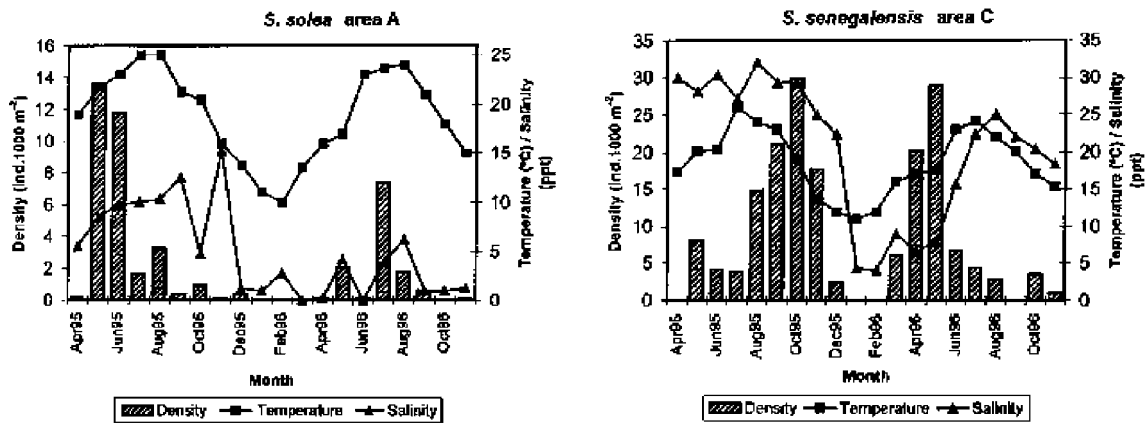 S. solea area A
Density (ind.1000 m⁻²)
16
14
12
10
8
6
4
2
0
25
20
15
10
5
0
Temperature (ºC) / Salinity
(ppt)
Apr95
Jun95
Aug95
Oct95
Dec95
Feb96
Apr96
Jun96
Aug96
Oct96
Month
Density Temperature Salinity
S. senegalensis area C
Density (ind.1000 m⁻²)
35
30
25
20
15
10
5
0
35
30
25
20
15
10
5
0
Temperature (ºC) / Salinity
(ppt)
Apr95
Jun95
Aug95
Oct95
Dec95
Feb96
Apr96
Jun96
Aug96
Oct96
Month
Density Temperature Salinity